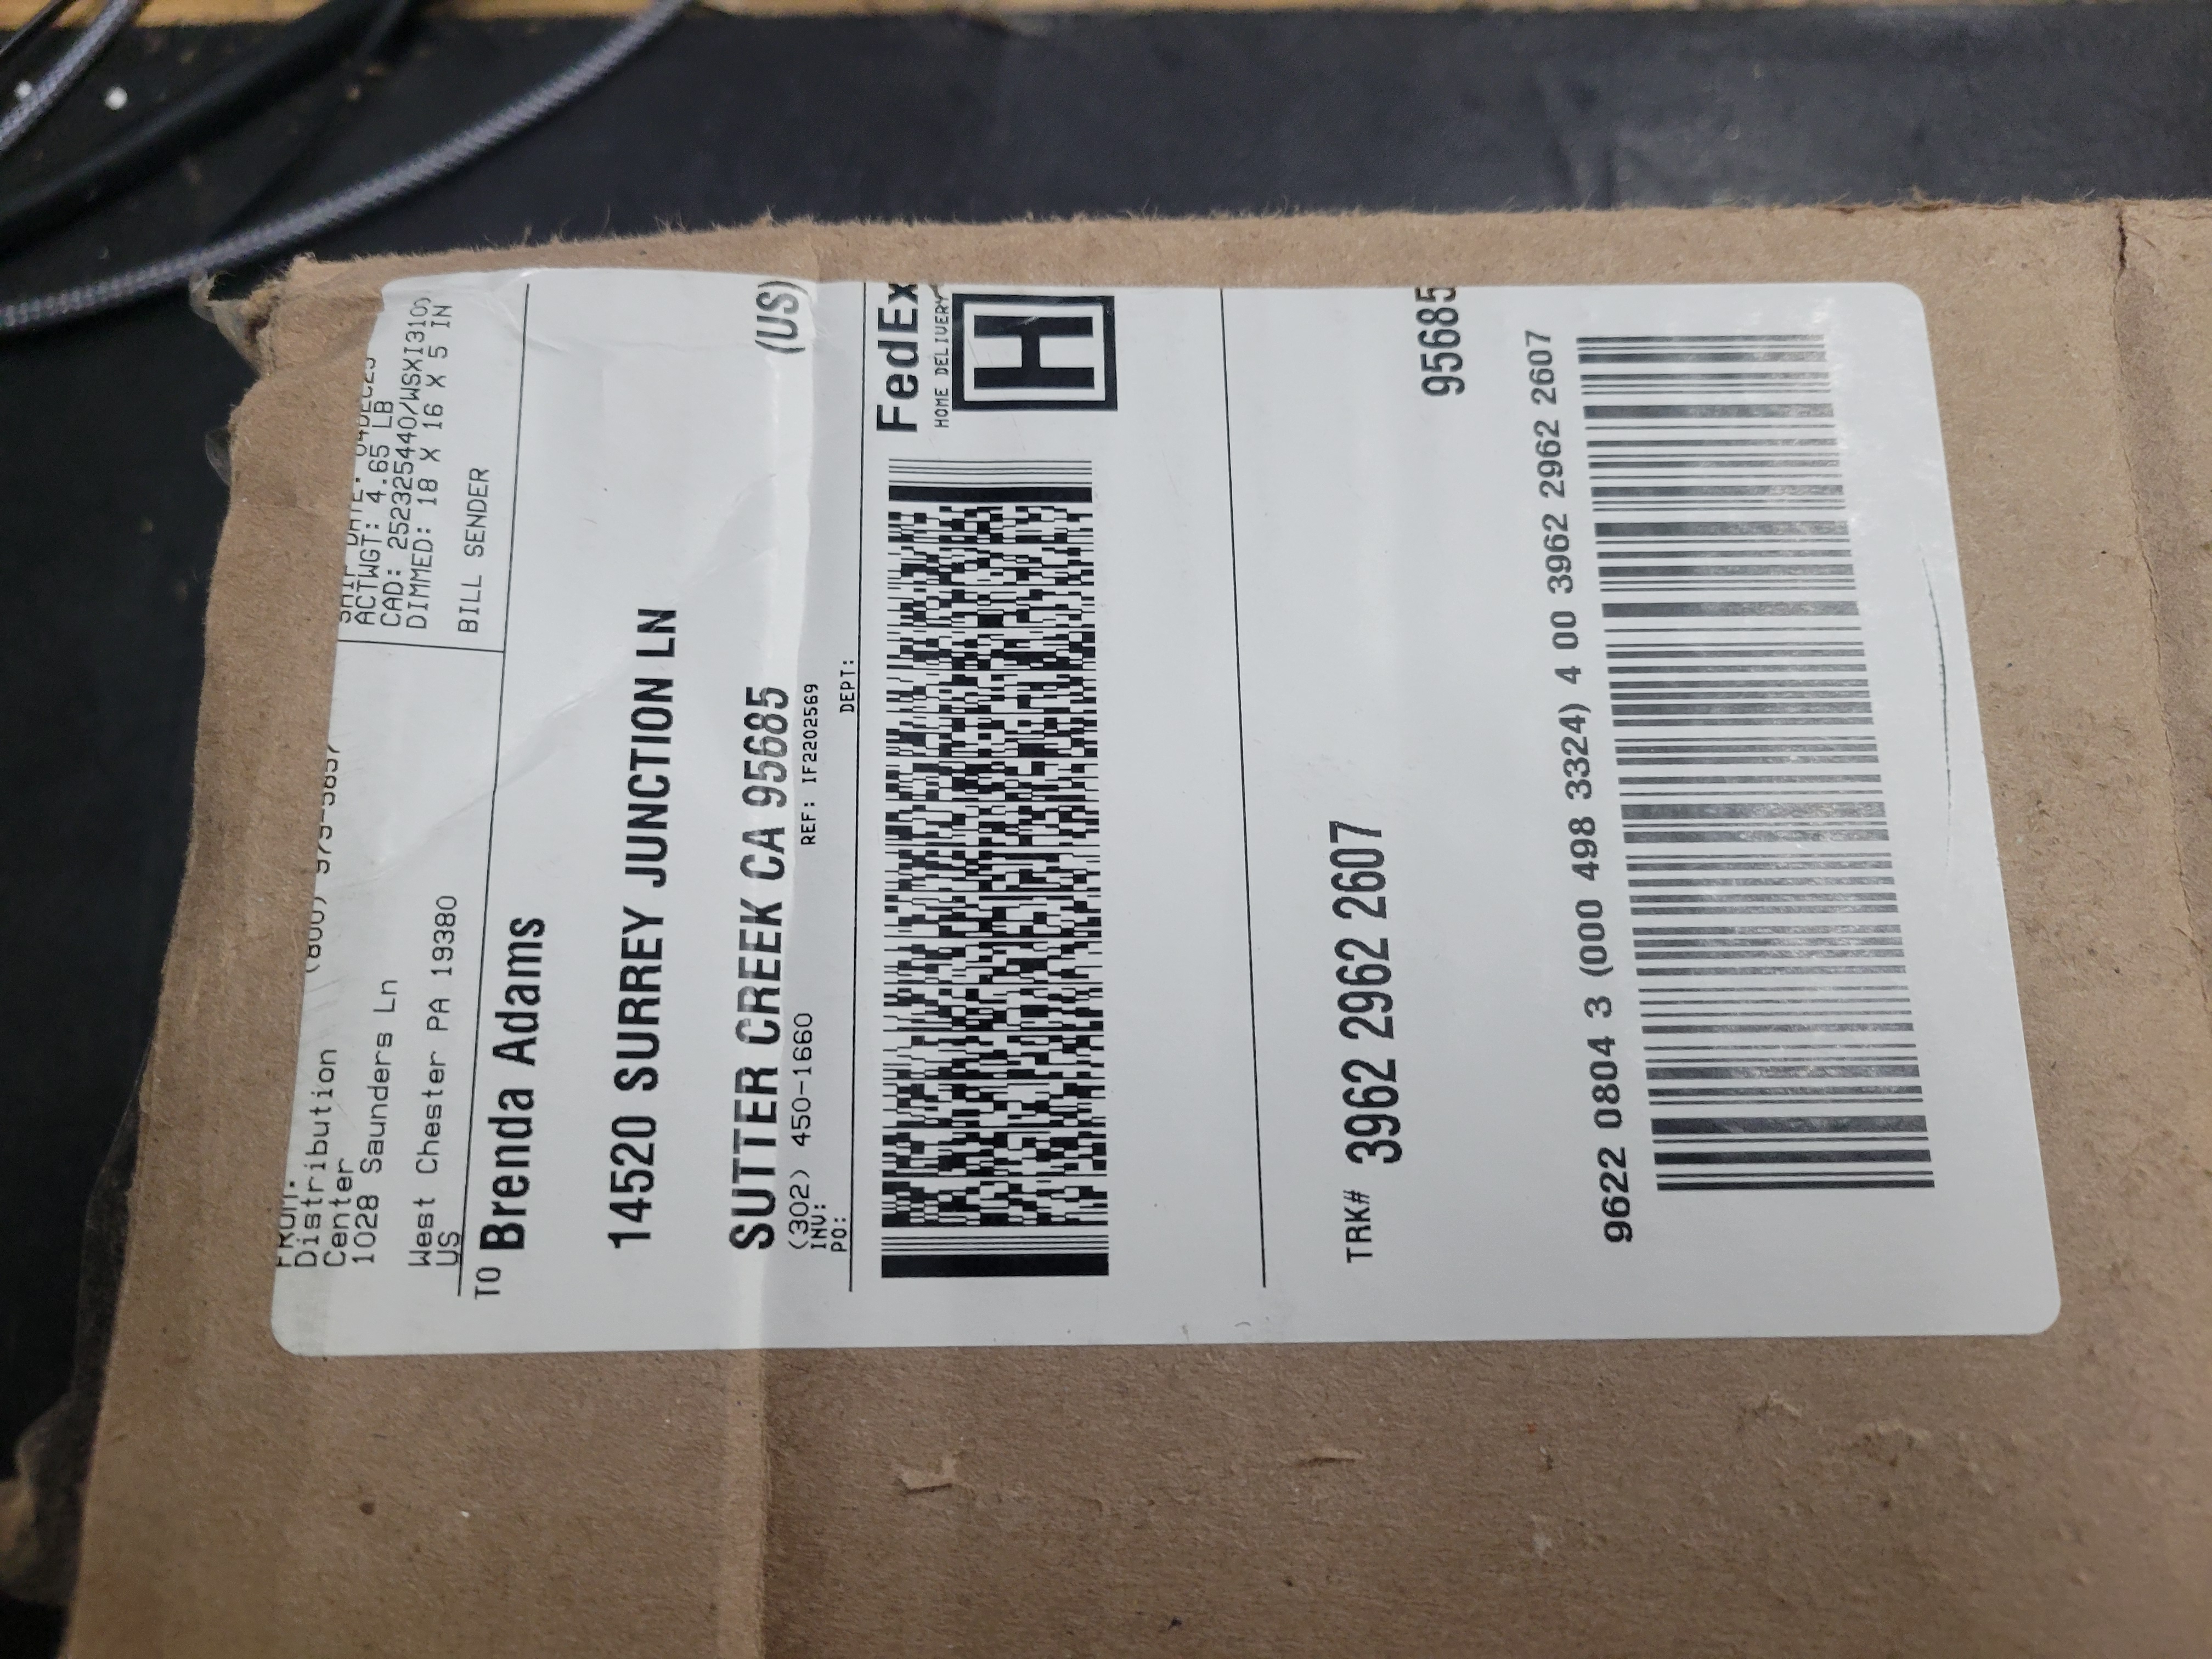 Distribution
Center
1028 Saunders Ln
West Chester PA 19380
US
ACTWGT: 4.65 LB
CAD: 252325440/WSXI3100
DIMMED: 18 X 16 X 5 IN
BILL SENDER
TO Brenda Adams
14520 SURREY JUNCTION LN
SUTTER CREEK CA 95685 (US)
(302) 450-1660 REF: IF2202569
INV:
PO: DEPT:
FedEx
HOME DELIVERY
H
TRK# 3962 2962 2607
95685
9622 0804 3 (000 498 3324) 4 00 3962 2962 2607